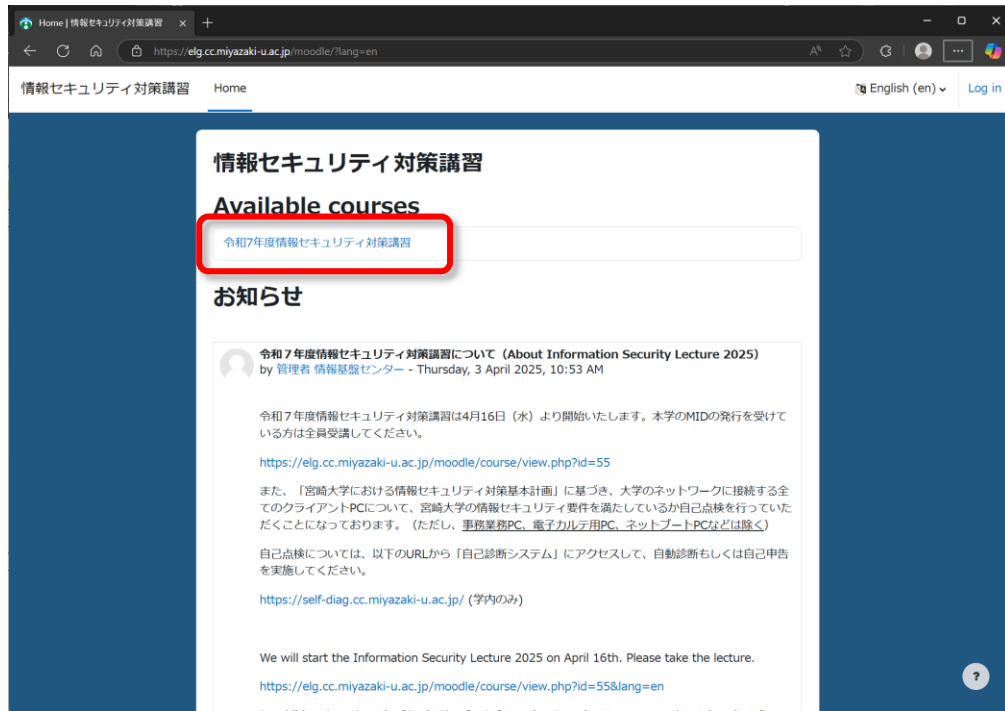 Home | 情報セキュリティ対策講習
https://elg.cc.miyazaki-u.ac.jp/moodle/?lang=en
情報セキュリティ対策講習 Home English (en) Log in
情報セキュリティ対策講習
Available courses
令和7年度情報セキュリティ対策講習
お知らせ
令和７年度情報セキュリティ対策講習について（About Information Security Lecture 2025）
by 管理者 情報基盤センター - Thursday, 3 April 2025, 10:53 AM
令和７年度情報セキュリティ対策講習は4月16日（水）より開始いたします。本学のMIDの発行を受けて
いる方は全員受講してください。
https://elg.cc.miyazaki-u.ac.jp/moodle/course/view.php?id=55
また、「宮崎大学における情報セキュリティ対策基本計画」に基づき、大学のネットワークに接続する全
てのクライアントPCについて、宮崎大学の情報セキュリティ要件を満たしているか自己点検を行っていた
だくことになっております。（ただし、事務業務PC、電子カルテ用PC、ネットブートPCなどは除く）
自己点検については、以下のURLから「自己診断システム」にアクセスして、自動診断もしくは自己申告
を実施してください。
https://self-diag.cc.miyazaki-u.ac.jp/ (学内のみ)
We will start the Information Security Lecture 2025 on April 16th. Please take the lecture.
https://elg.cc.miyazaki-u.ac.jp/moodle/course/view.php?id=55&lang=en
?